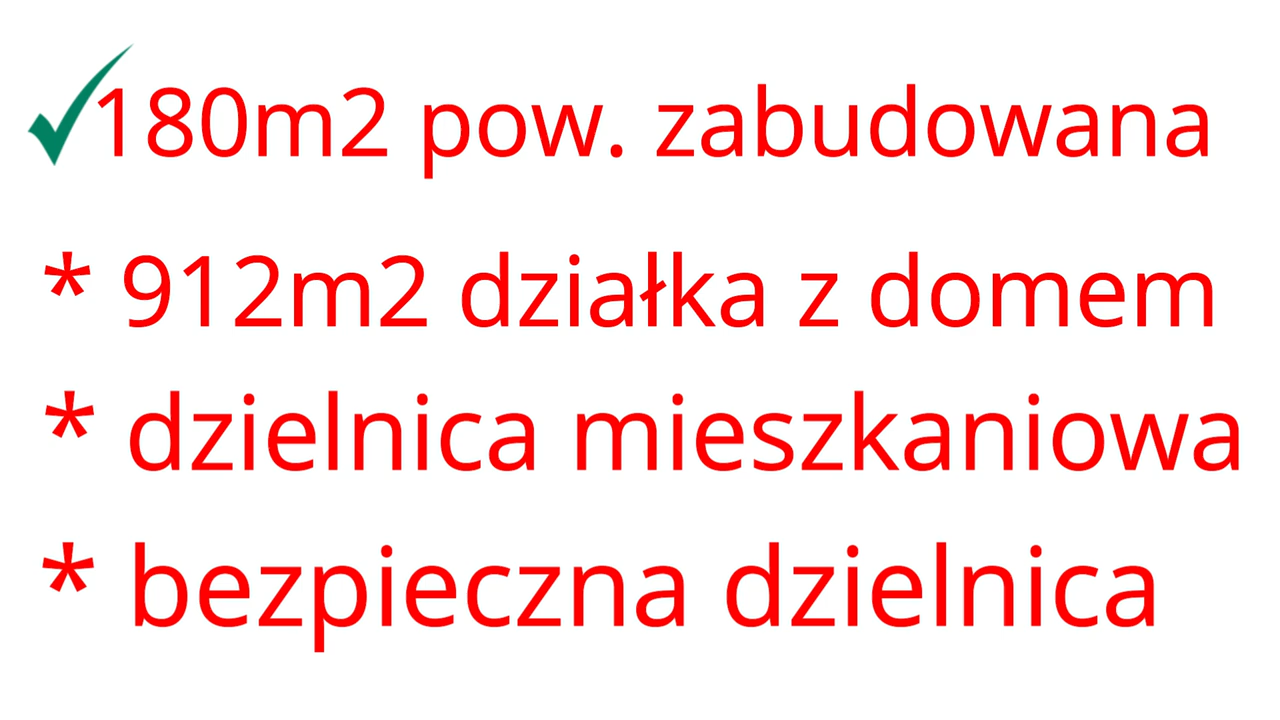 180m2 pow. zabudowana
* 912m2 działka z domem
* dzielnica mieszkaniowa
* bezpieczna dzielnica